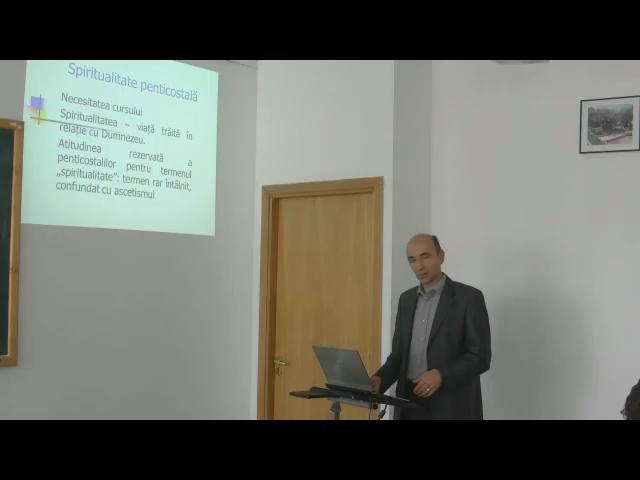 Spiritualitate penticostală
Necesitatea cursului
Spiritualitatea – viață trăită în
relație cu Dumnezeu.
Atitudinea rezervată a
penticostalilor pentru termenul
„spiritualitate”: termen rar întâlnit,
confundat cu ascetismul